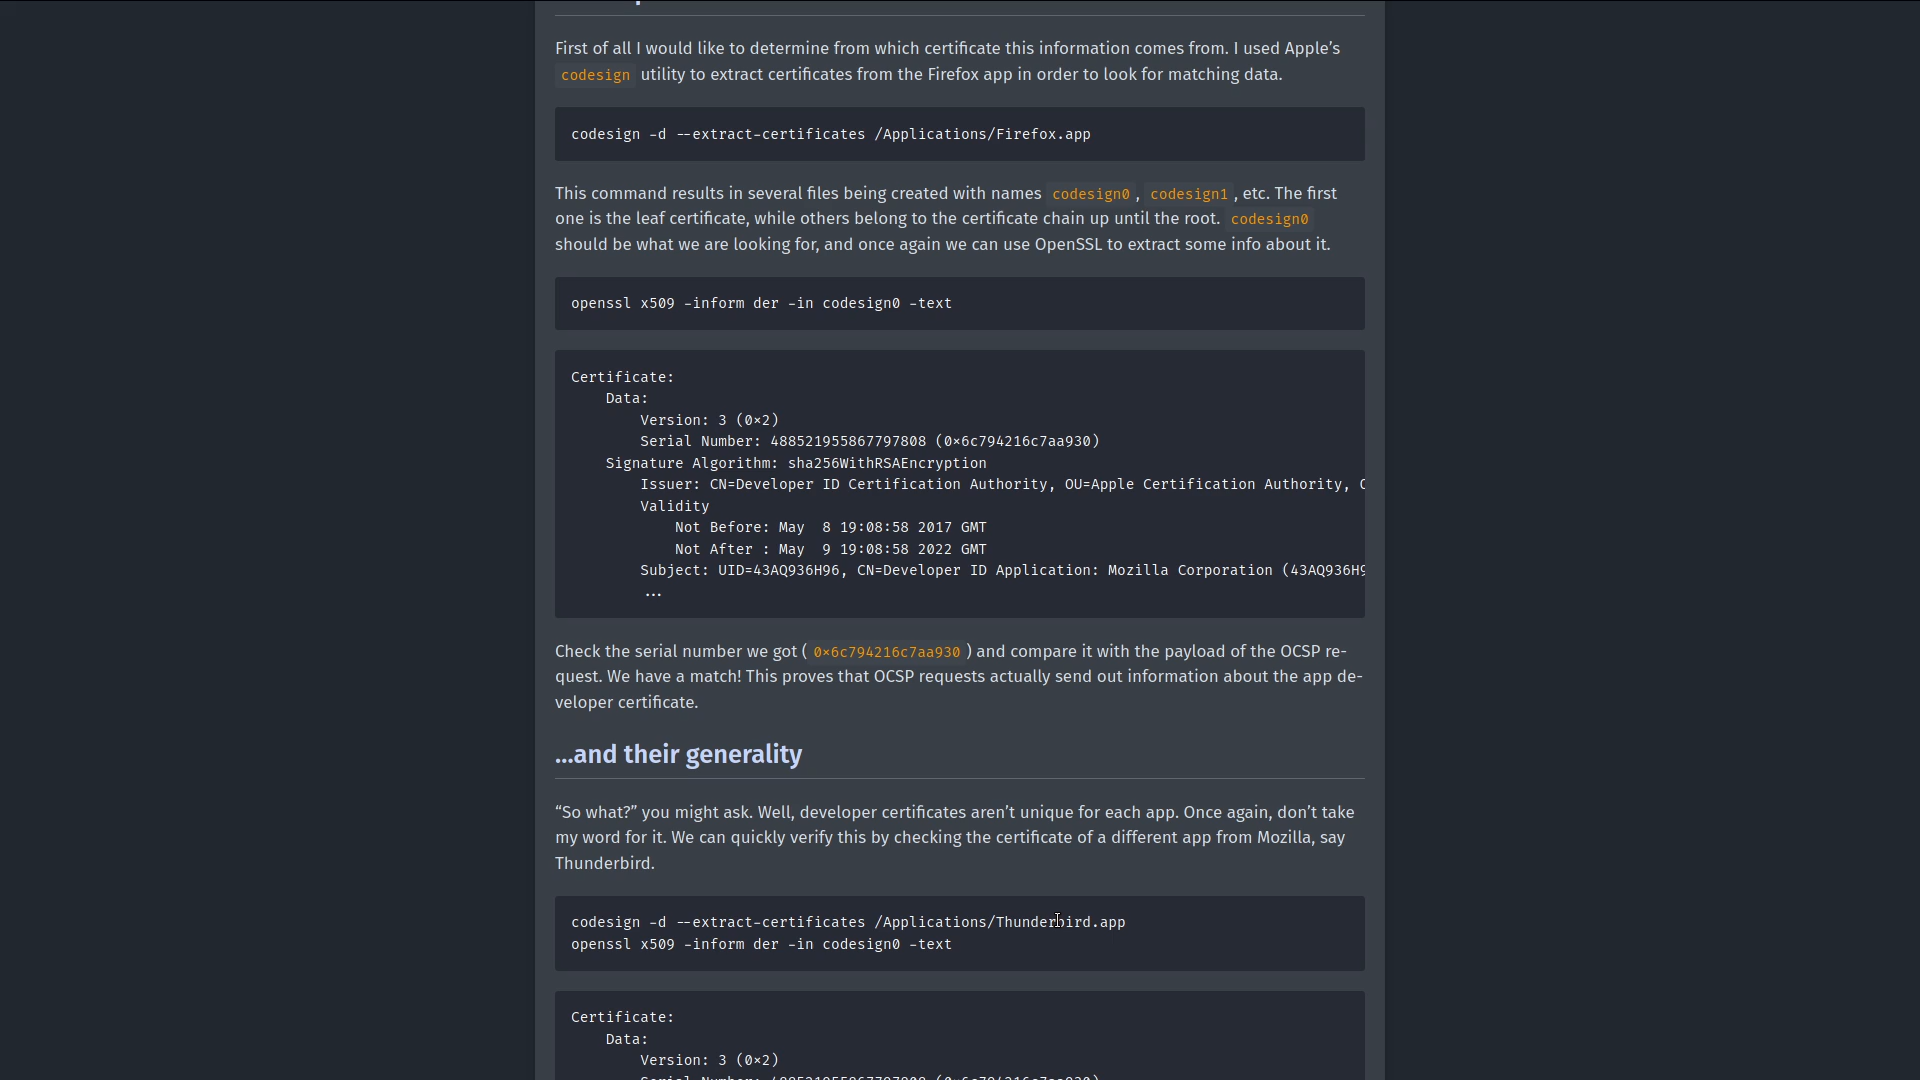 First of all I would like to determine from which certificate this information comes from. I used Apple’s
codesign utility to extract certificates from the Firefox app in order to look for matching data.
codesign -d --extract-certificates /Applications/Firefox.app
This command results in several files being created with names codesign0, codesign1, etc. The first
one is the leaf certificate, while others belong to the certificate chain up until the root. codesign0
should be what we are looking for, and once again we can use OpenSSL to extract some info about it.
openssl x509 -inform der -in codesign0 -text
Certificate:
Data:
Version: 3 (0x2)
Serial Number: 488521955867797808 (0x6c794216c7aa930)
Signature Algorithm: sha256WithRSAEncryption
Issuer: CN=Developer ID Certification Authority, OU=Apple Certification Authority,
Validity
Not Before: May  8 19:08:58 2017 GMT
Not After : May  9 19:08:58 2022 GMT
Subject: UID=43AQ936H96, CN=Developer ID Application: Mozilla Corporation (43AQ936H9
...
Check the serial number we got (0x6c794216c7aa930) and compare it with the payload of the OCSP re-
quest. We have a match! This proves that OCSP requests actually send out information about the app de-
veloper certificate.
...and their generality
“So what?” you might ask. Well, developer certificates aren’t unique for each app. Once again, don’t take
my word for it. We can quickly verify this by checking the certificate of a different app from Mozilla, say
Thunderbird.
codesign -d --extract-certificates /Applications/Thunderbird.app
openssl x509 -inform der -in codesign0 -text
Certificate:
Data:
Version: 3 (0x2)
Serial Number: 488521955867797808 (0x6c794216c7aa930)